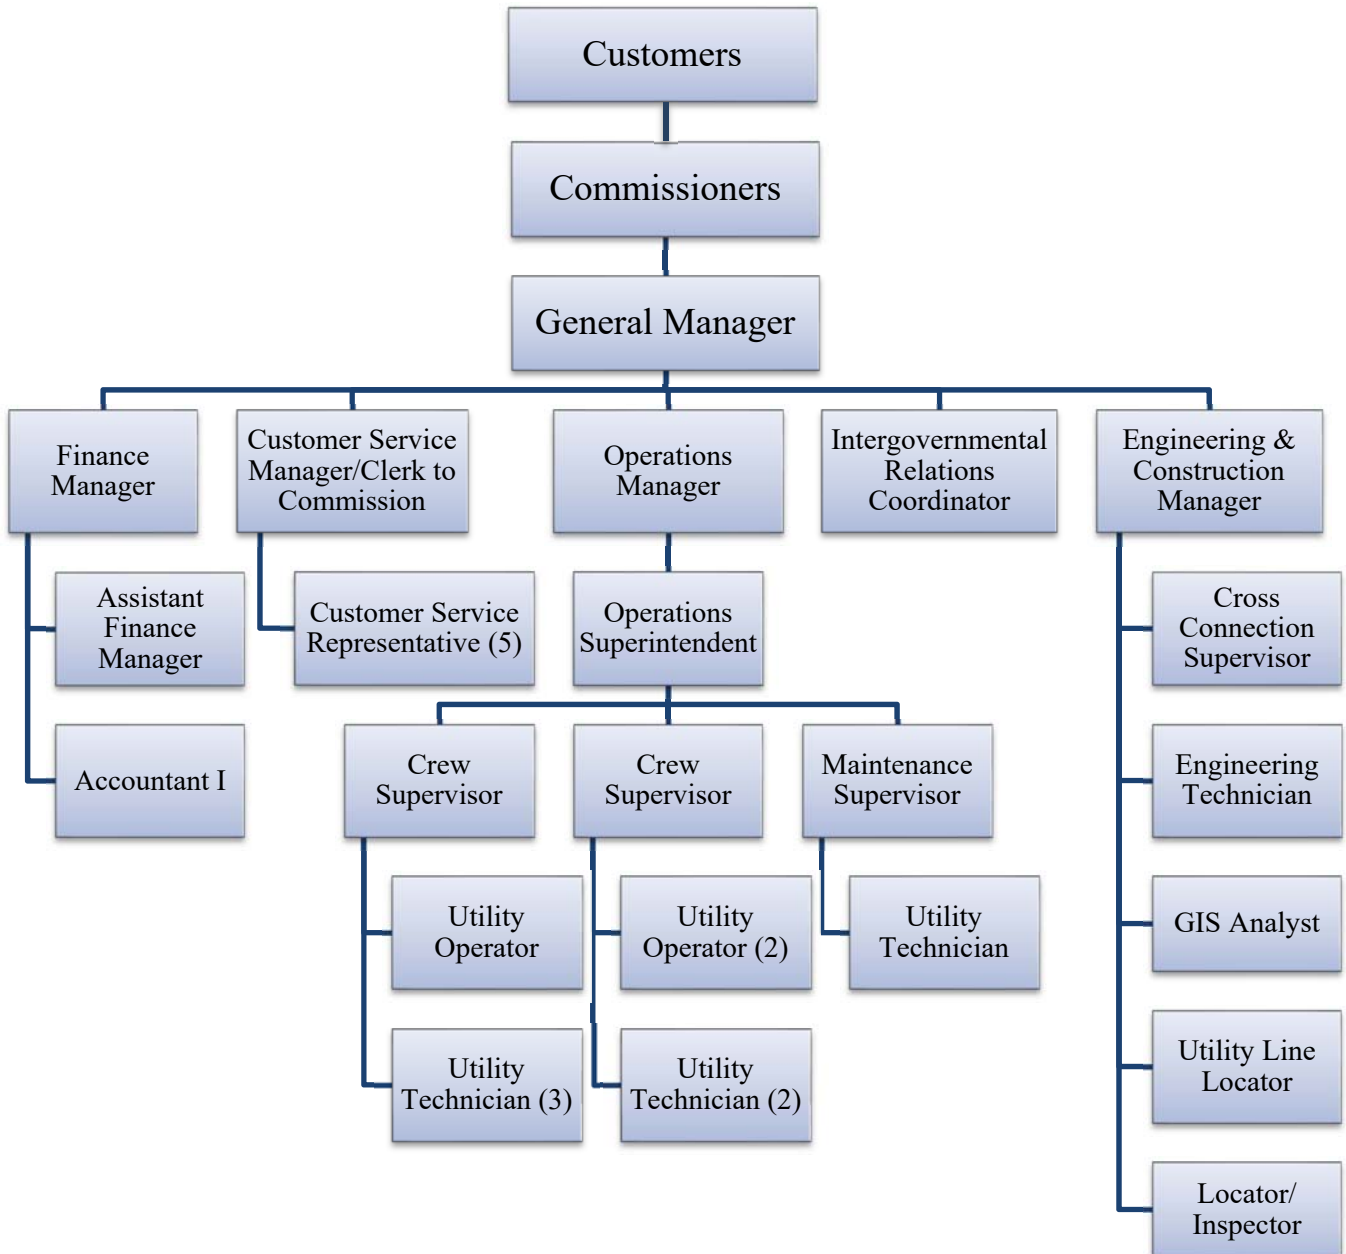 Customers
Commissioners
General Manager
Finance
Manager
Customer Service
Manager/Clerk to
Commission
Operations
Manager
Intergovernmental
Relations
Coordinator
Engineering &
Construction
Manager
Assistant
Finance
Manager
Accountant I
Customer Service
Representative (5)
Operations
Superintendent
Crew
Supervisor
Utility
Operator
Utility
Technician (3)
Crew
Supervisor
Utility
Operator (2)
Utility
Technician (2)
Maintenance
Supervisor
Utility
Technician
Cross
Connection
Supervisor
Engineering
Technician
GIS Analyst
Utility Line
Locator
Locator/
Inspector